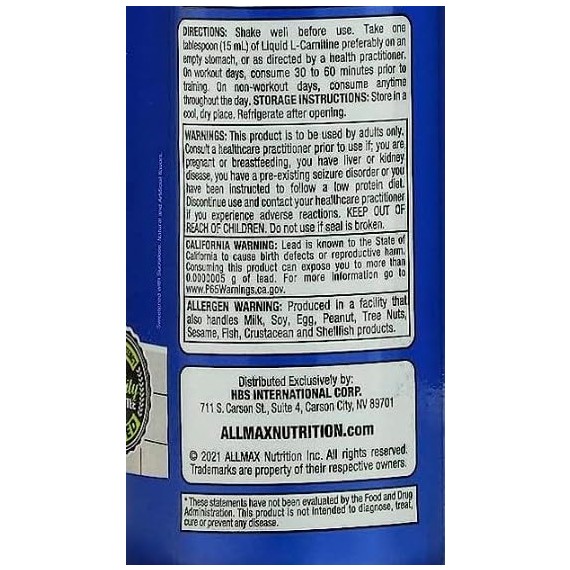 DIRECTIONS: Shake well before use. Take one
tablespoon (15 mL) of Liquid L-Carnitine preferably on an
empty stomach, or as directed by a health practitioner.
On workout days, consume 30 to 60 minutes prior to
training. On non-workout days, consume anytime
throughout the day. STORAGE INSTRUCTIONS: Store in a
cool, dry place. Refrigerate after opening.
WARNINGS: This product is to be used by adults only.
Consult a healthcare practitioner prior to use if; you are
pregnant or breastfeeding, you have liver or kidney
disease, you have a pre-existing seizure disorder or you
have been instructed to follow a low protein diet.
Discontinue use and contact your healthcare practitioner
if you experience adverse reactions. KEEP OUT OF
REACH OF CHILDREN. Do not use if seal is broken.
CALIFORNIA WARNING: Lead is known to the State of
California to cause birth defects or reproductive harm.
Consuming this product can expose you to more than
0.0000005 g of lead. For more information go to
www.P65Warnings.ca.gov.
ALLERGEN WARNING: Produced in a facility that
also handles Milk, Soy, Egg, Peanut, Tree Nuts,
Sesame, Fish, Crustacean and Shellfish products.
Distributed Exclusively by:
HBS INTERNATIONAL CORP.
711 S. Carson St., Suite 4, Carson City, NV 89701
ALLMAXNUTRITION.com
© 2021 ALLMAX Nutrition Inc. All rights reserved.
Trademarks are property of their respective owners.
*These statements have not been evaluated by the Food and Drug
Administration. This product is not intended to diagnose, treat,
cure or prevent any disease.
Sweetened with Sucralose. Natural and Artificial flavors.